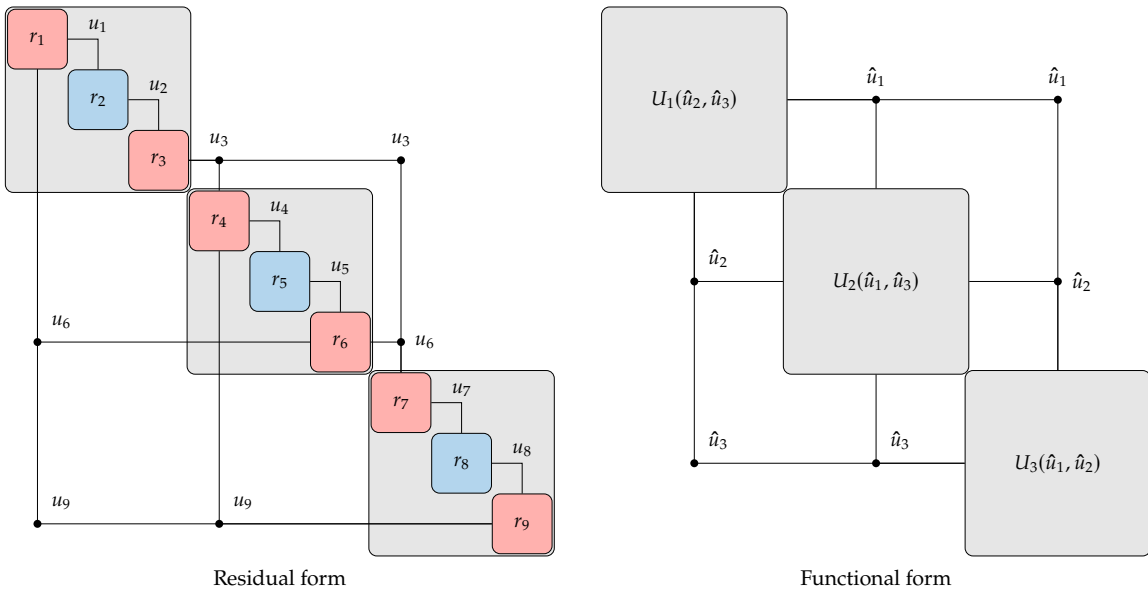 r₁ u₁
r₂ u₂
r₃ u₃ u₃
r₄ u₄
r₅ u₅
u₆ r₆ u₆
r₇ u₇
r₈ u₈
u₉ u₉ r₉
Residual form
U₁(û₂, û₃) û₁ û₁
û₂ U₂(û₁, û₃) û₂
û₃ û₃ U₃(û₁, û₂)
Functional form